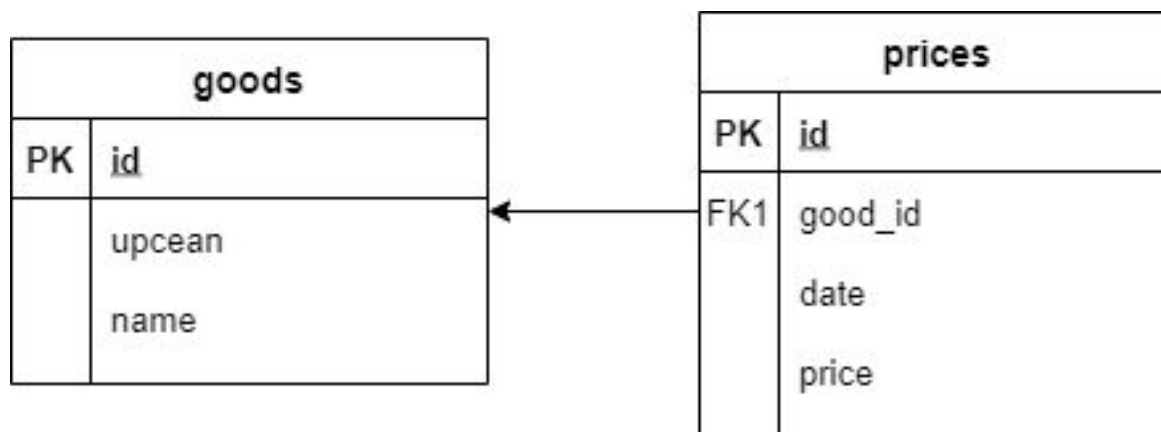 goods
PK id
upcean
name
prices
PK id
FK1 good_id
date
price